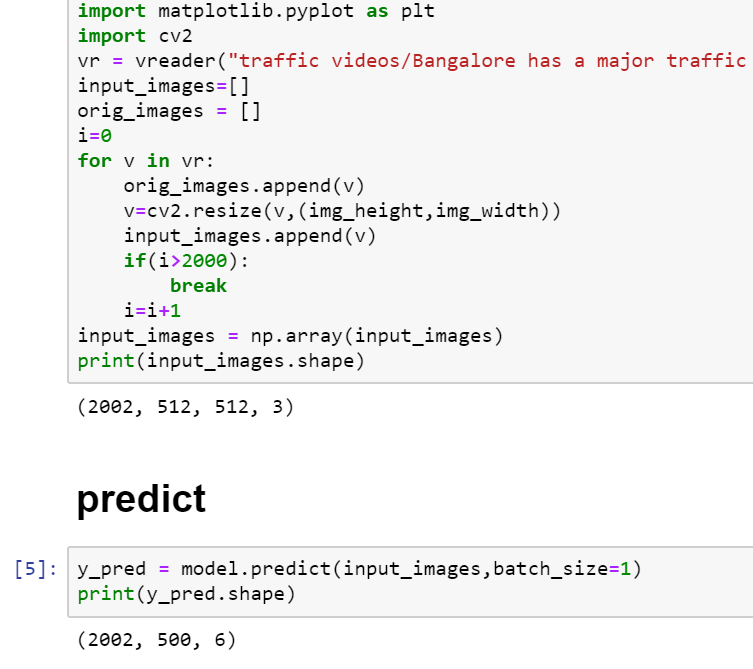 import matplotlib.pyplot as plt
import cv2
vr = vreader("traffic videos/Bangalore has a major traffic
input_images=[]
orig_images = []
i=0
for v in vr:
    orig_images.append(v)
    v=cv2.resize(v,(img_height,img_width))
    input_images.append(v)
    if(i>2000):
        break
    i=i+1
input_images = np.array(input_images)
print(input_images.shape)
(2002, 512, 512, 3)
predict
[5]: y_pred = model.predict(input_images,batch_size=1)
print(y_pred.shape)
(2002, 500, 6)